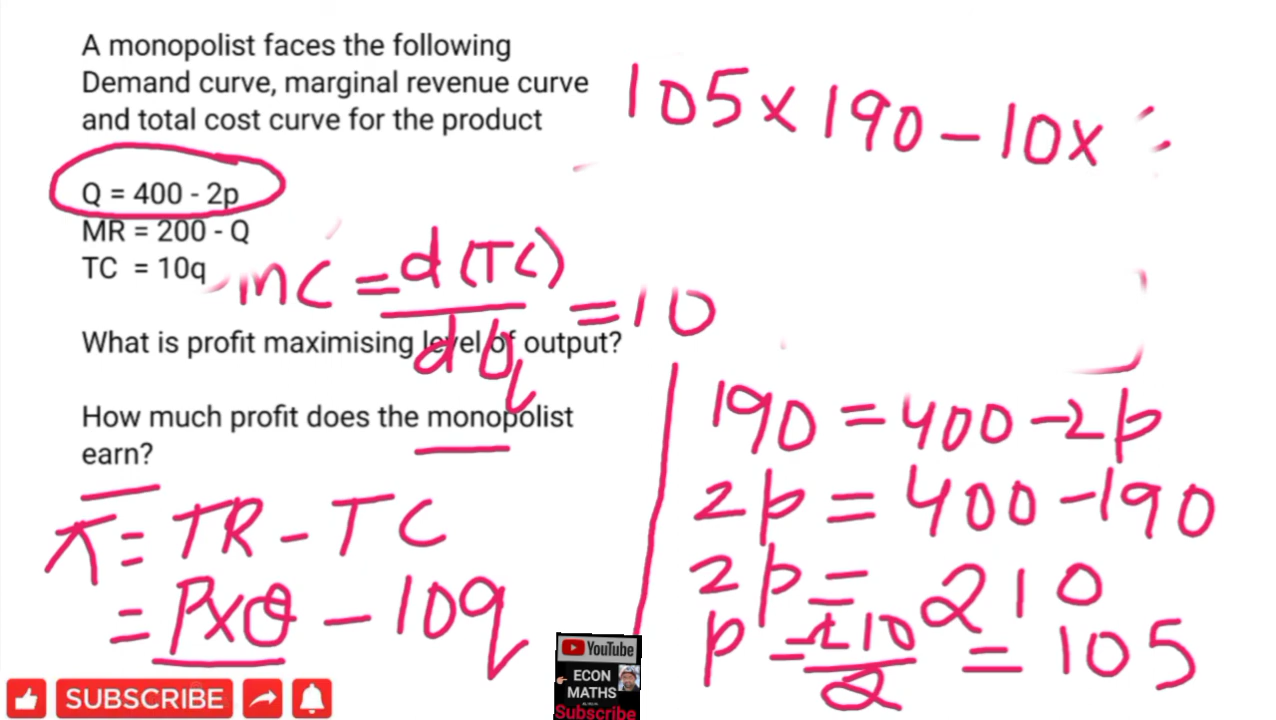 A monopolist faces the following
Demand curve, marginal revenue curve
and total cost curve for the product
105 x 190 - 10x
Q = 400 - 2p
MR = 200 - Q
TC = 10q
mC = d(TC)
dq
= 10
What is profit maximising level of output?
How much profit does the monopolist
earn?
π = TR - TC
= PxQ - 10q
190 = 400 - 2p
2p = 400 - 190
2p = 210
p = 210
2
= 105
SUBSCRIBE
YouTube
ECON
MATHS
Subscribe